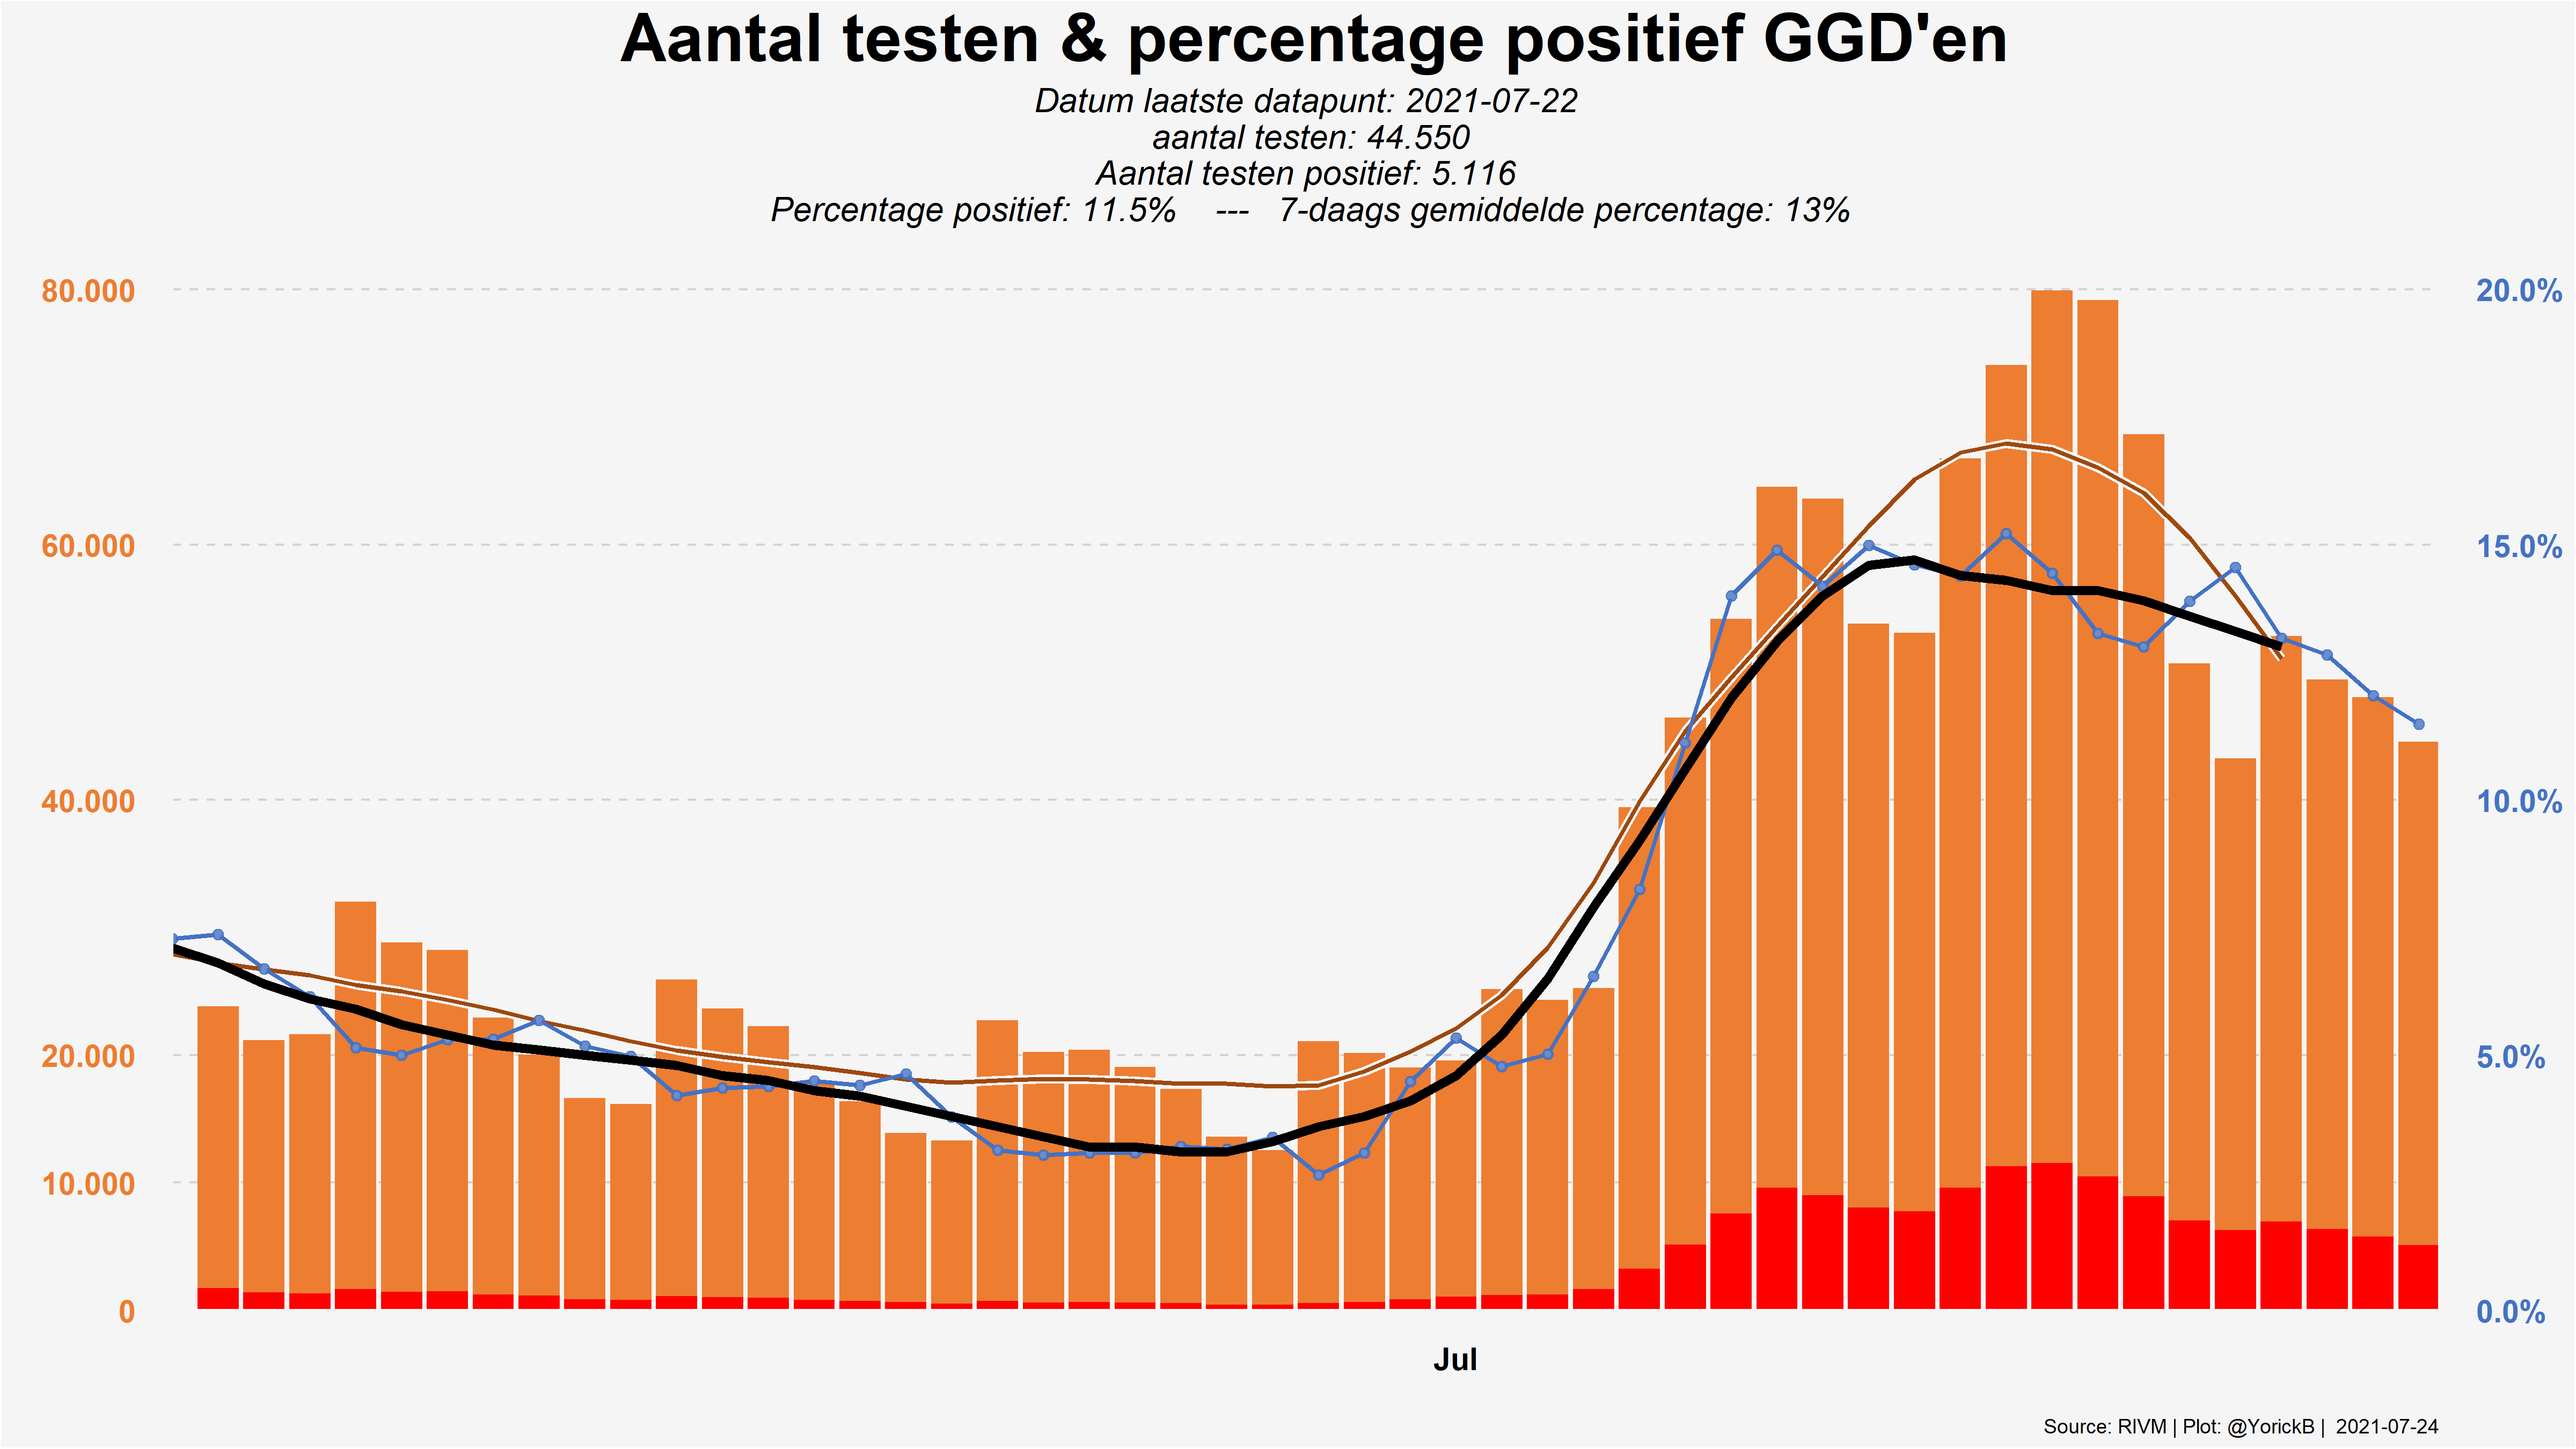 Aantal testen & percentage positief GGD'en
Datum laatste datapunt: 2021-07-22
aantal testen: 44.550
Aantal testen positief: 5.116
Percentage positief: 11.5%    ---   7-daags gemiddelde percentage: 13%
80.000 20.0%
60.000 15.0%
40.000 10.0%
20.000 5.0%
10.000
0 0.0%
Jul
Source: RIVM | Plot: @YorickB |  2021-07-24